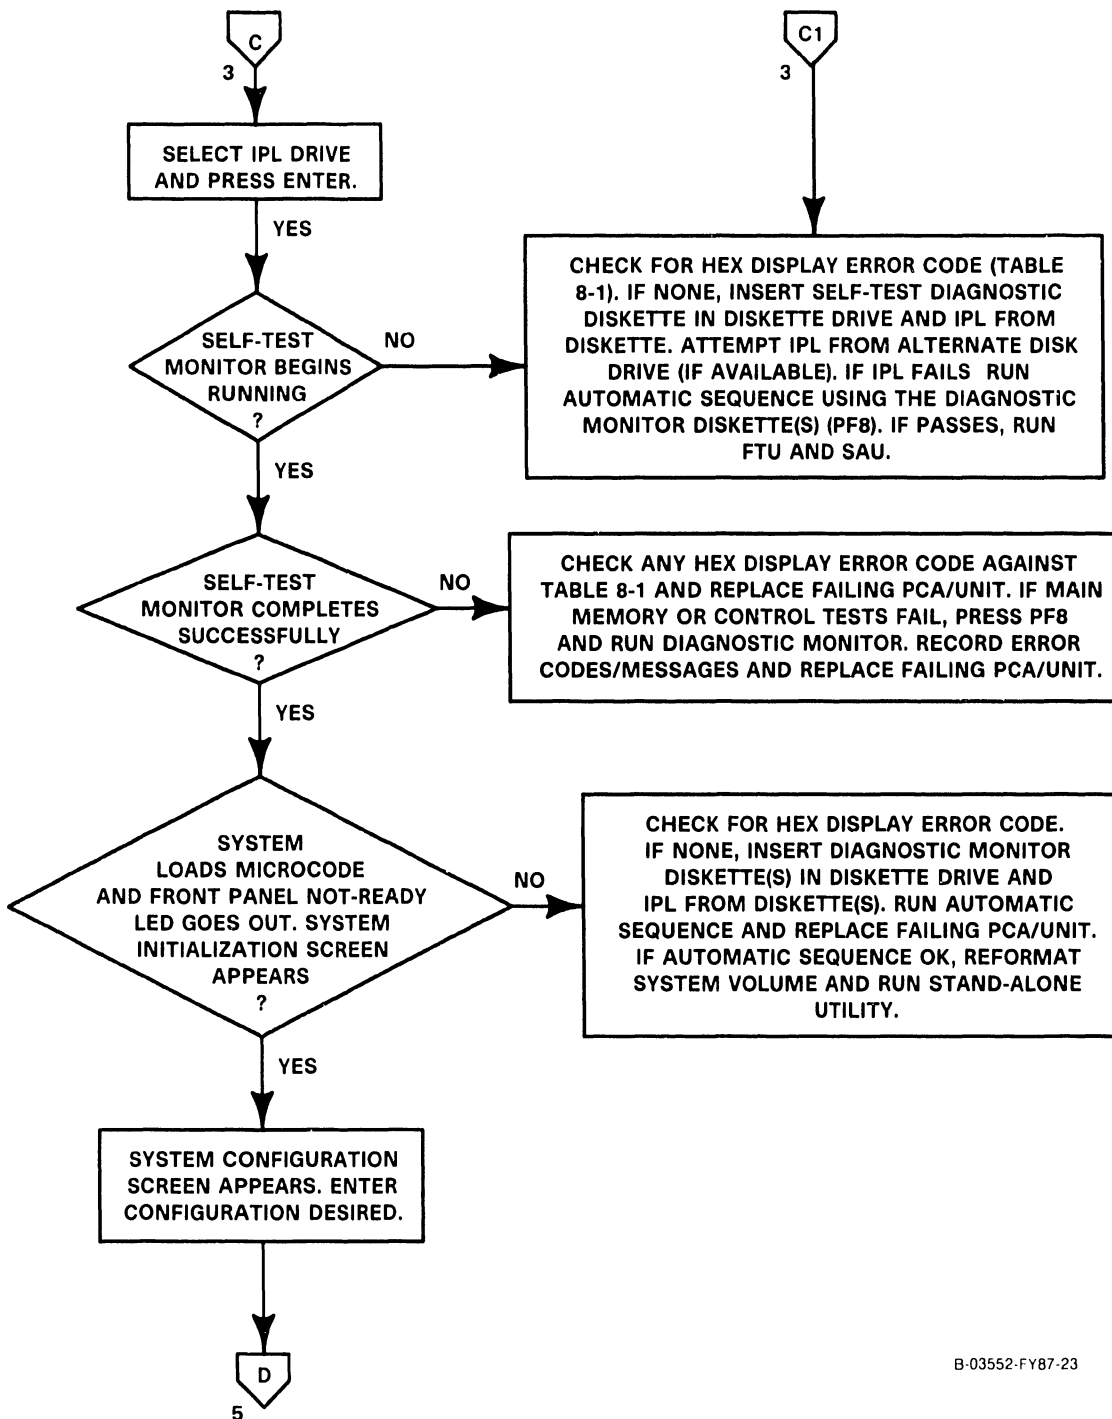 C
3
C1
3
SELECT IPL DRIVE
AND PRESS ENTER.
YES
SELF-TEST
MONITOR BEGINS
RUNNING
?
NO
CHECK FOR HEX DISPLAY ERROR CODE (TABLE
8-1). IF NONE, INSERT SELF-TEST DIAGNOSTIC
DISKETTE IN DISKETTE DRIVE AND IPL FROM
DISKETTE. ATTEMPT IPL FROM ALTERNATE DISK
DRIVE (IF AVAILABLE). IF IPL FAILS RUN
AUTOMATIC SEQUENCE USING THE DIAGNOSTIC
MONITOR DISKETTE(S) (PF8). IF PASSES, RUN
FTU AND SAU.
YES
SELF-TEST
MONITOR COMPLETES
SUCCESSFULLY
?
NO
CHECK ANY HEX DISPLAY ERROR CODE AGAINST
TABLE 8-1 AND REPLACE FAILING PCA/UNIT. IF MAIN
MEMORY OR CONTROL TESTS FAIL, PRESS PF8
AND RUN DIAGNOSTIC MONITOR. RECORD ERROR
CODES/MESSAGES AND REPLACE FAILING PCA/UNIT.
YES
SYSTEM
LOADS MICROCODE
AND FRONT PANEL NOT-READY
LED GOES OUT. SYSTEM
INITIALIZATION SCREEN
APPEARS
?
NO
CHECK FOR HEX DISPLAY ERROR CODE.
IF NONE, INSERT DIAGNOSTIC MONITOR
DISKETTE(S) IN DISKETTE DRIVE AND
IPL FROM DISKETTE(S). RUN AUTOMATIC
SEQUENCE AND REPLACE FAILING PCA/UNIT.
IF AUTOMATIC SEQUENCE OK, REFORMAT
SYSTEM VOLUME AND RUN STAND-ALONE
UTILITY.
YES
SYSTEM CONFIGURATION
SCREEN APPEARS. ENTER
CONFIGURATION DESIRED.
D
5
B-03552-FY87-23